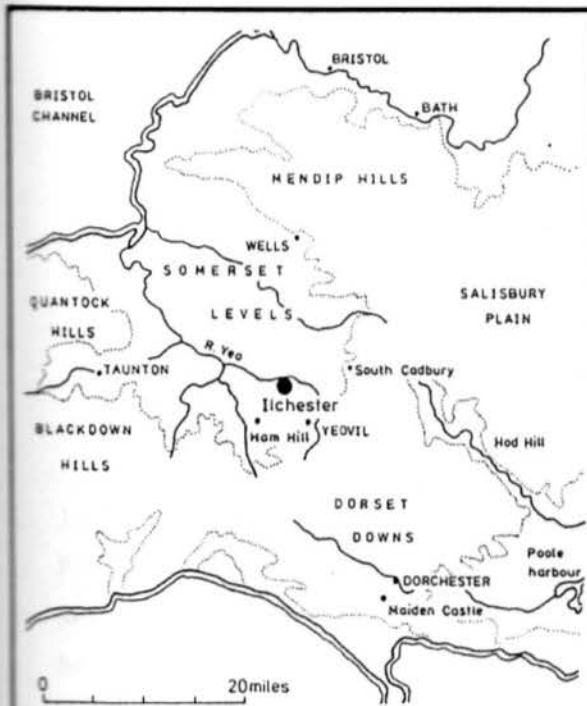 BRISTOL
BRISTOL
CHANNEL
BATH
MENDIP HILLS
WELLS
SOMERSET
QUANTOCK
HILLS
LEVELS
SALISBURY
PLAIN
R. Yeo
TAUNTON
South Cadbury
Ilchester
BLACKDOWN
HILLS
Ham Hill
YEOVIL
Hod Hill
DORSET
DOWNS
Poole
harbour
DORCHESTER
Maiden Castle
0 20miles